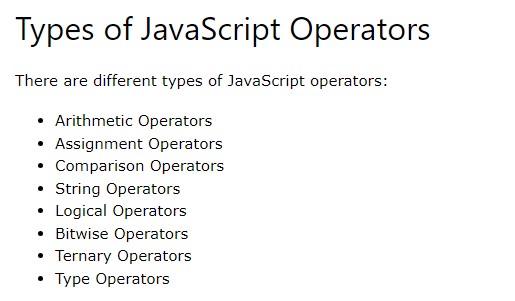 Types of JavaScript Operators
There are different types of JavaScript operators:
• Arithmetic Operators
• Assignment Operators
• Comparison Operators
• String Operators
• Logical Operators
• Bitwise Operators
• Ternary Operators
• Type Operators